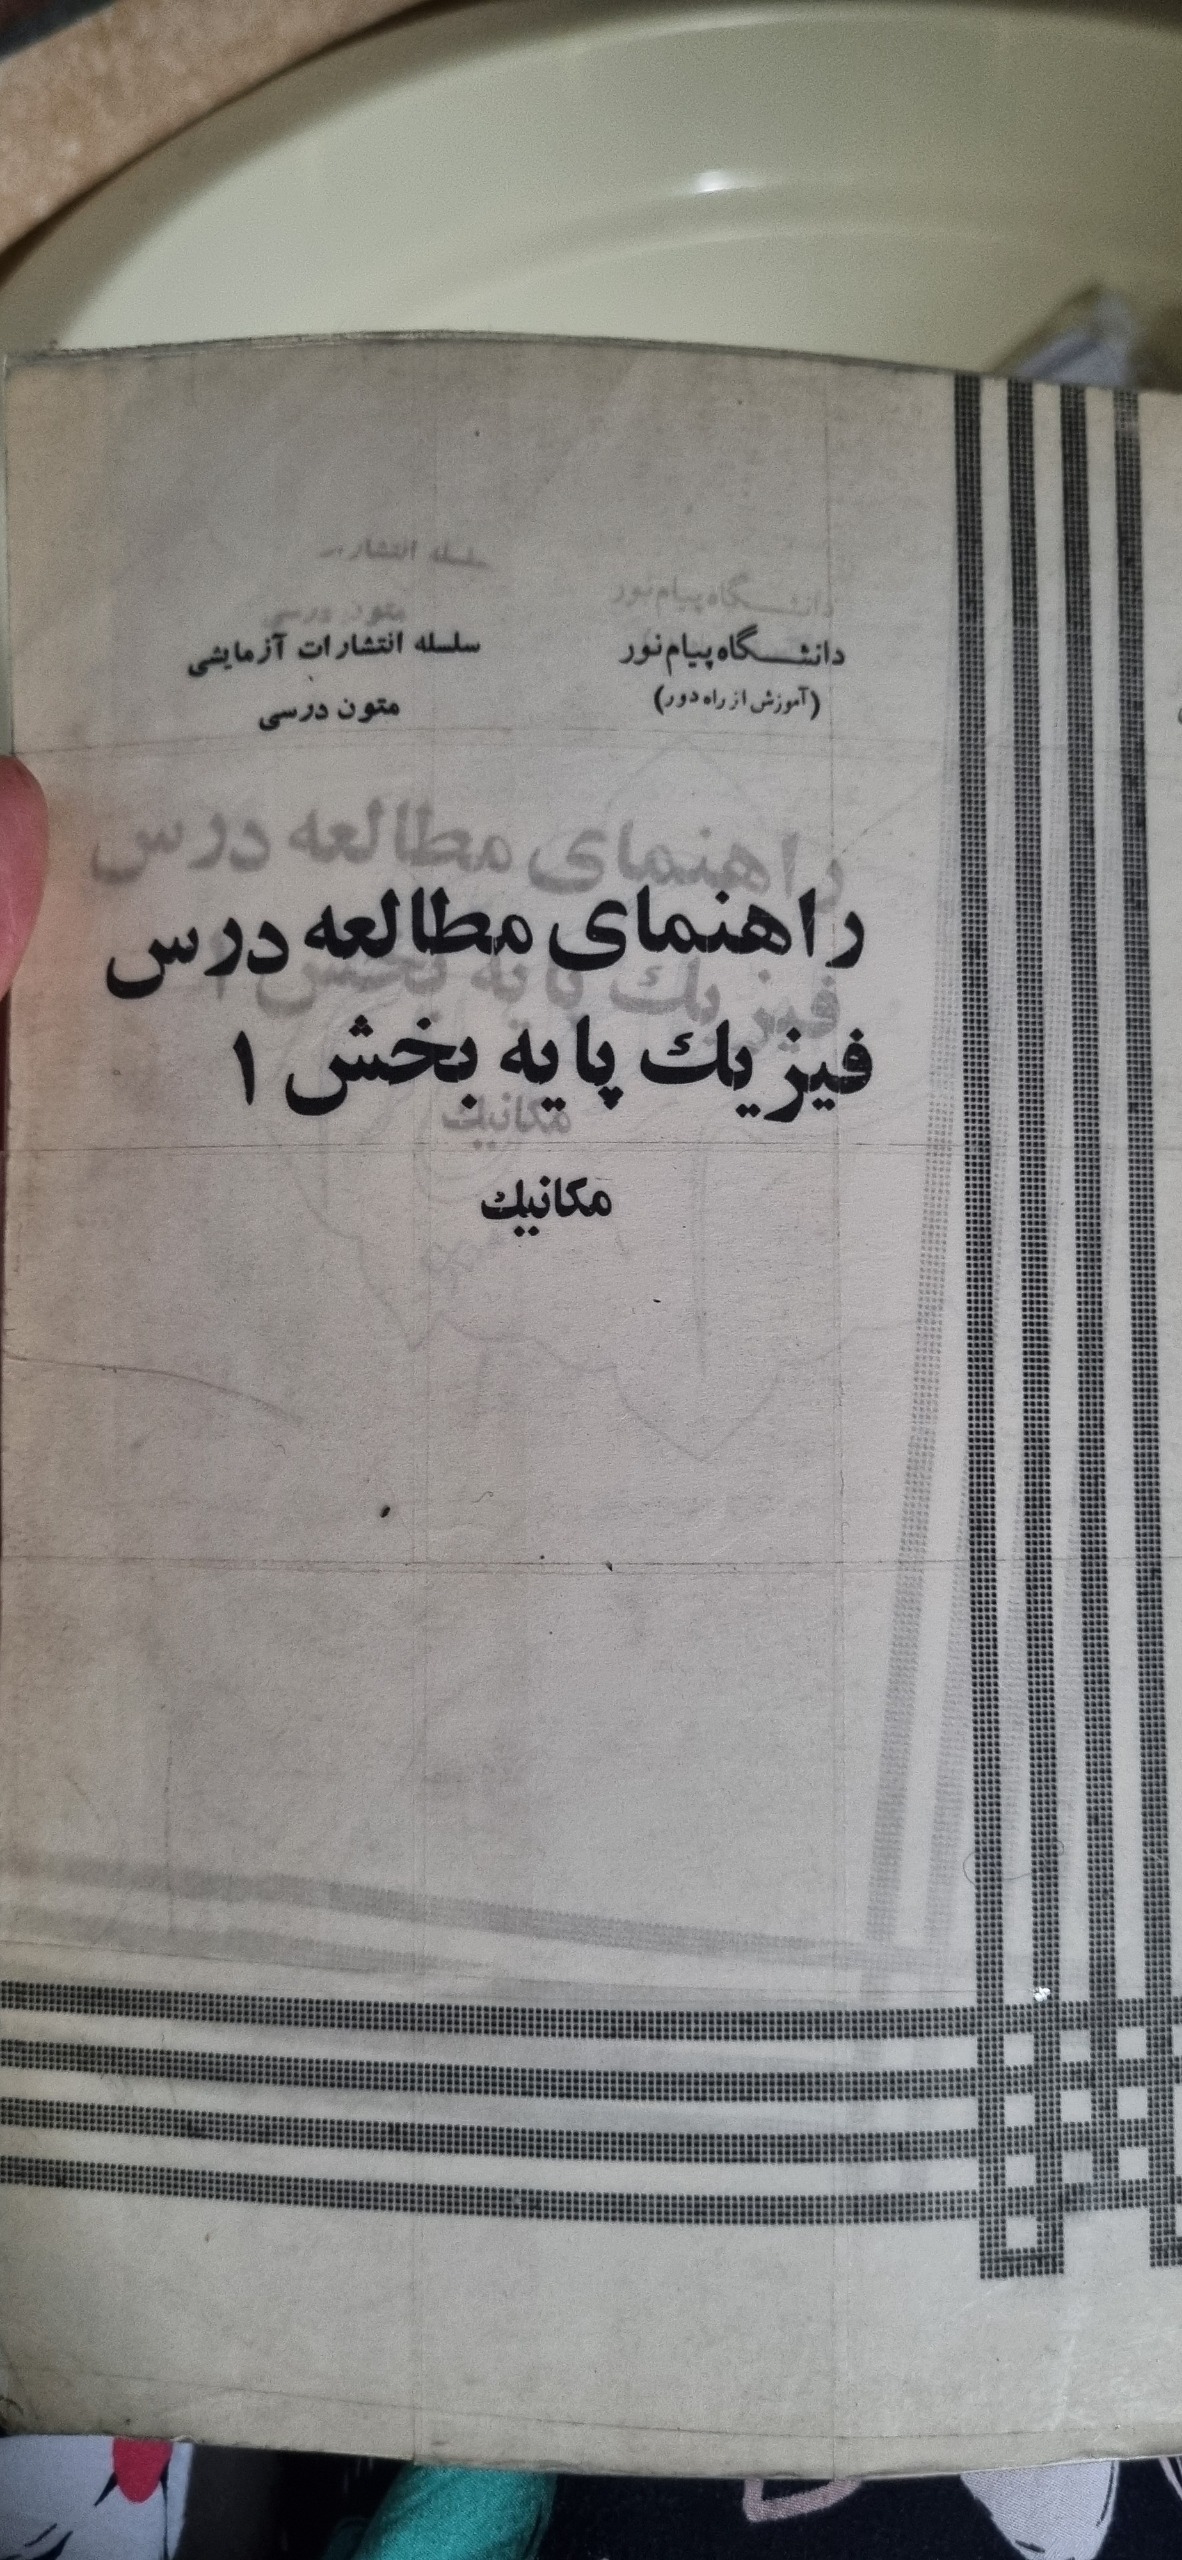 دانشگاه پیام نور
(آموزش از راه دور)
سلسله انتشارات آزمایشی
متون درسی
راهنمای مطالعه درس
فیزیك پایه بخش ۱
مکانیك